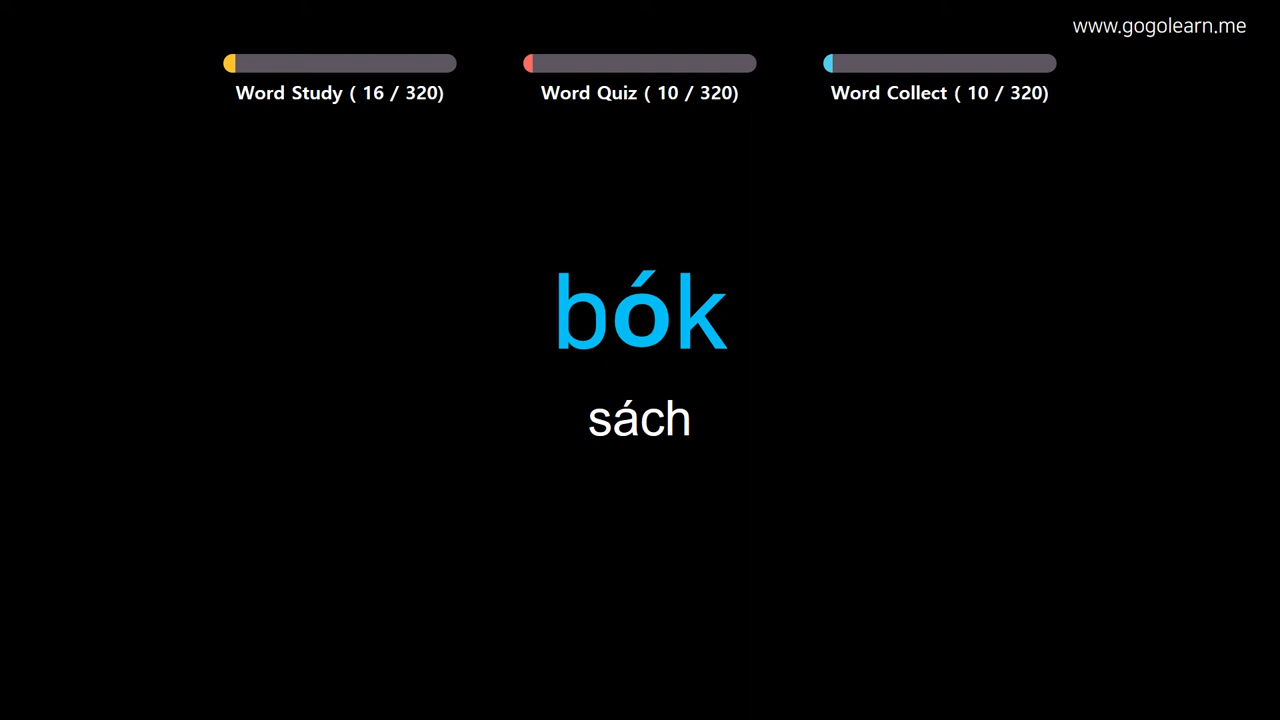 www.gogolearn.me
Word Study ( 16 / 320)
Word Quiz ( 10 / 320)
Word Collect ( 10 / 320)
bók
sách